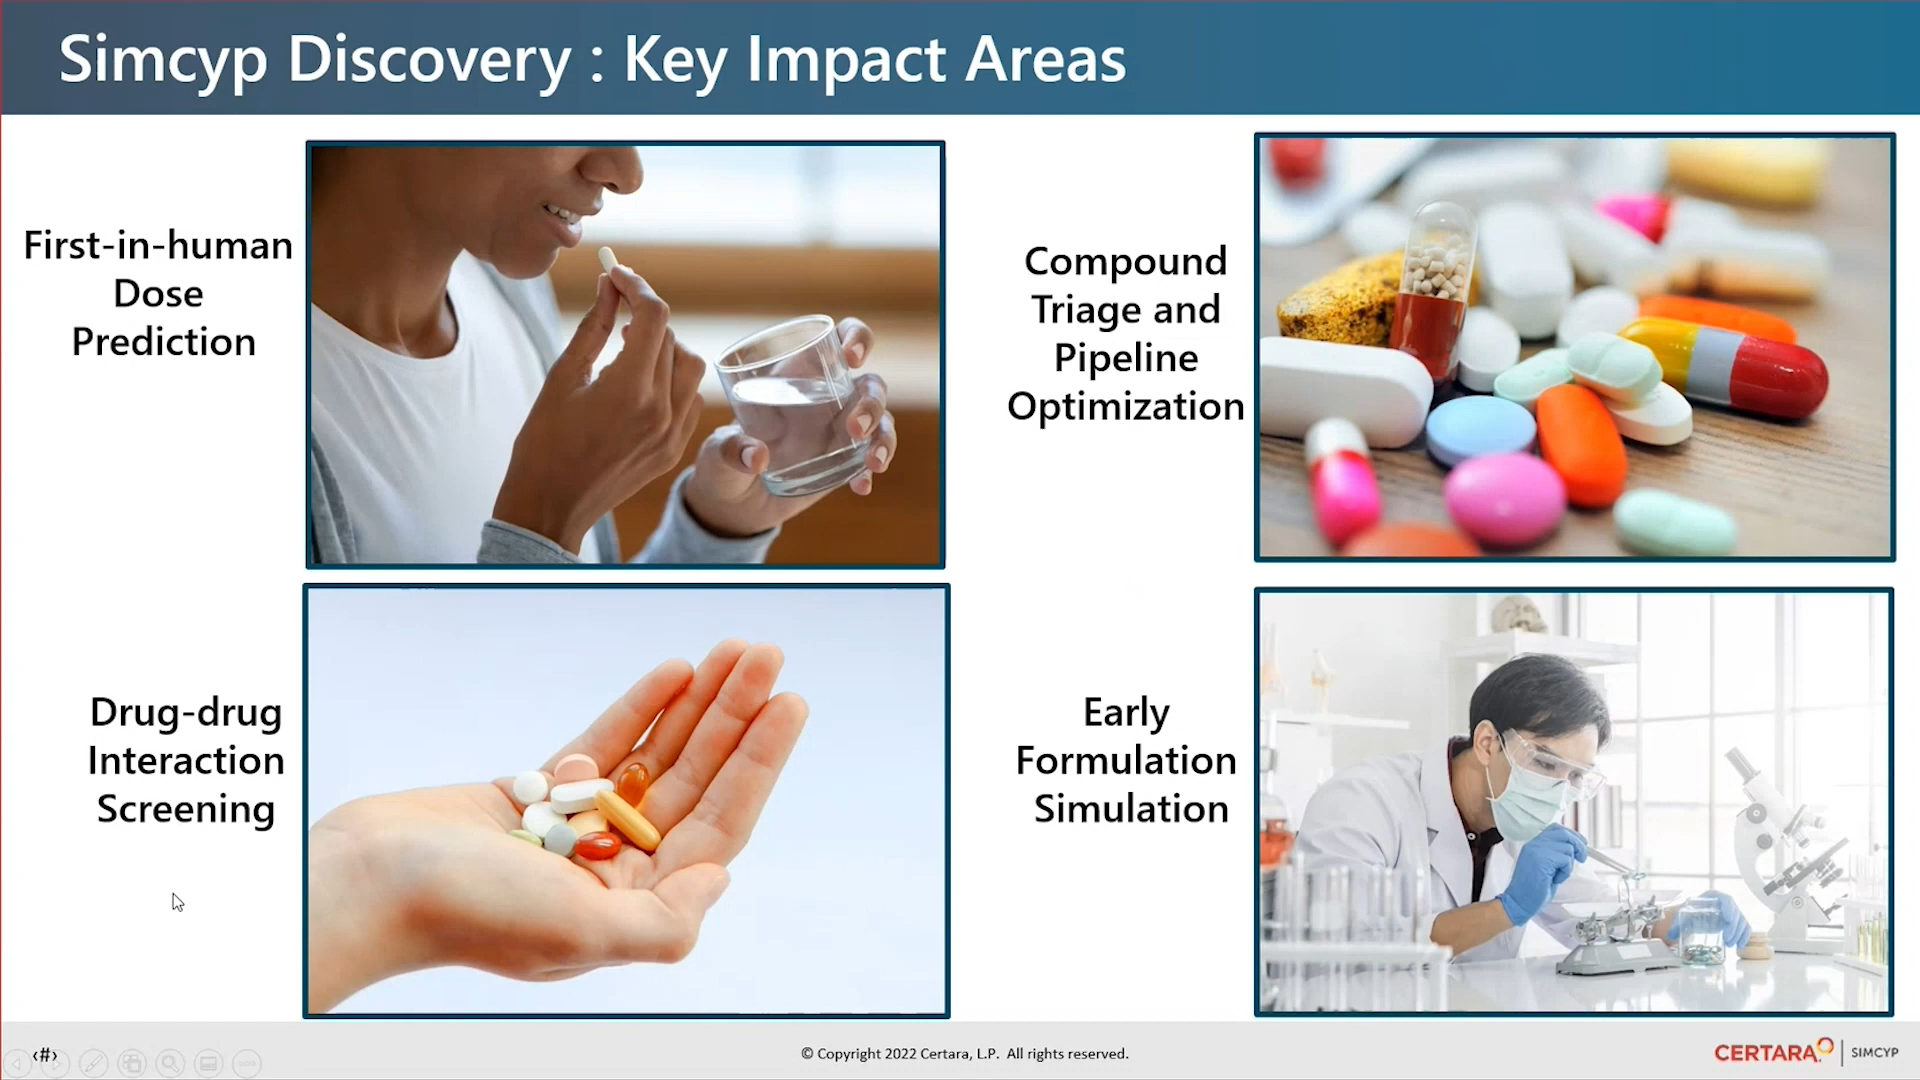 Simcyp Discovery : Key Impact Areas
First-in-human
Dose
Prediction
Compound
Triage and
Pipeline
Optimization
Drug-drug
Interaction
Screening
Early
Formulation
Simulation
‹#›
© Copyright 2022 Certara, L.P. All rights reserved.
CERTARA | SIMCYP